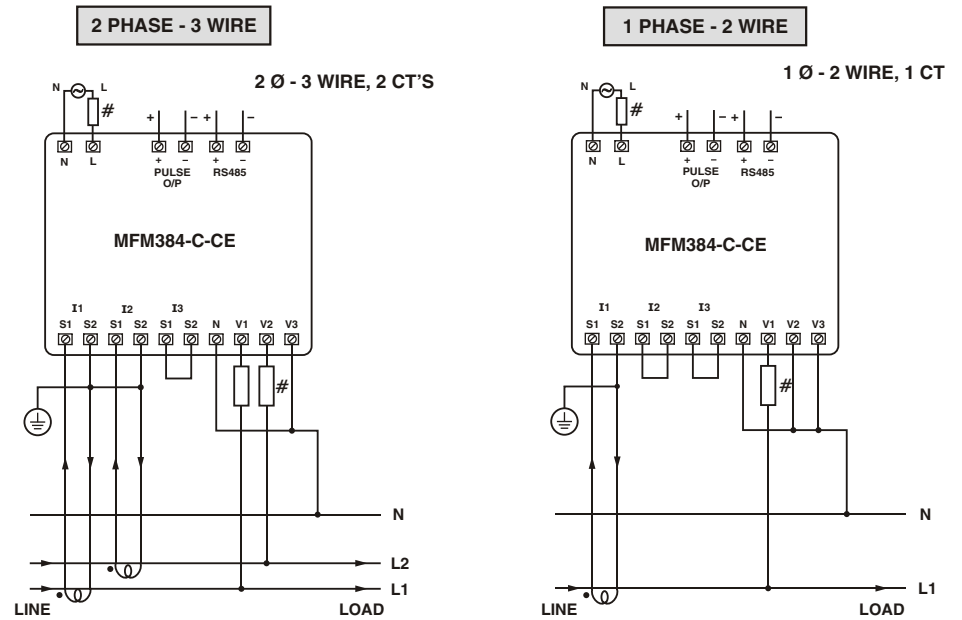 2 PHASE - 3 WIRE
2 Ø - 3 WIRE, 2 CT'S
N L
#
+ – + –
N L + – + –
PULSE O/P
RS485
MFM384-C-CE
I1 I2 I3
S1 S2 S1 S2 S1 S2 N V1 V2 V3
#
N
L2
L1
LINE LOAD
1 PHASE - 2 WIRE
1 Ø - 2 WIRE, 1 CT
N L
#
+ – + –
N L + – + –
PULSE O/P
RS485
MFM384-C-CE
I1 I2 I3
S1 S2 S1 S2 S1 S2 N V1 V2 V3
#
N
L1
LINE LOAD